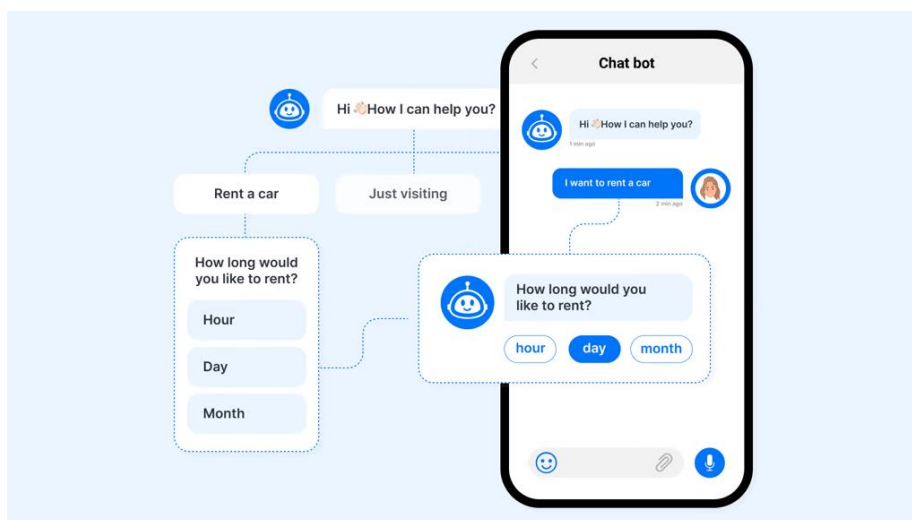 Chat bot
Hi 👋🏻How I can help you?
Hi 👋🏻How I can help you?
1 min ago
Rent a car
Just visiting
I want to rent a car
2 min ago
How long would
you like to rent?
Hour
Day
Month
How long would you
like to rent?
hour
day
month